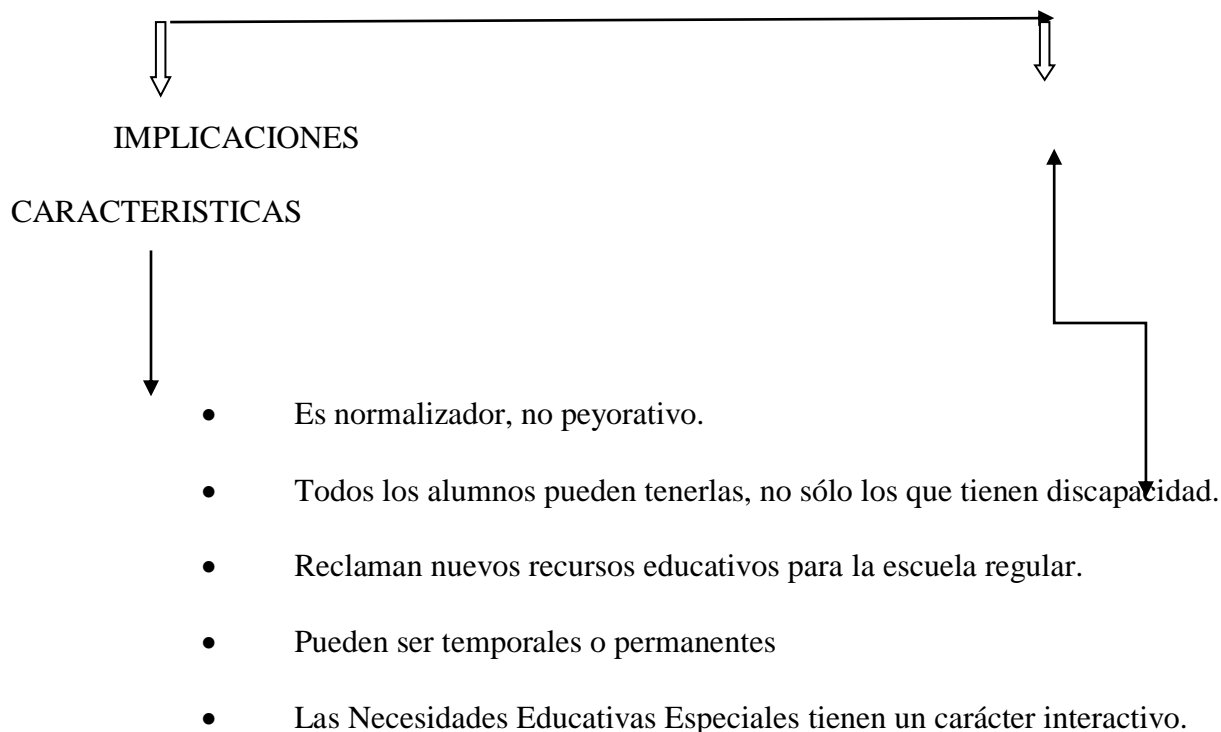 IMPLICACIONES
CARACTERISTICAS
• Es normalizador, no peyorativo.
• Todos los alumnos pueden tenerlas, no sólo los que tienen discapacidad.
• Reclaman nuevos recursos educativos para la escuela regular.
• Pueden ser temporales o permanentes
• Las Necesidades Educativas Especiales tienen un carácter interactivo.